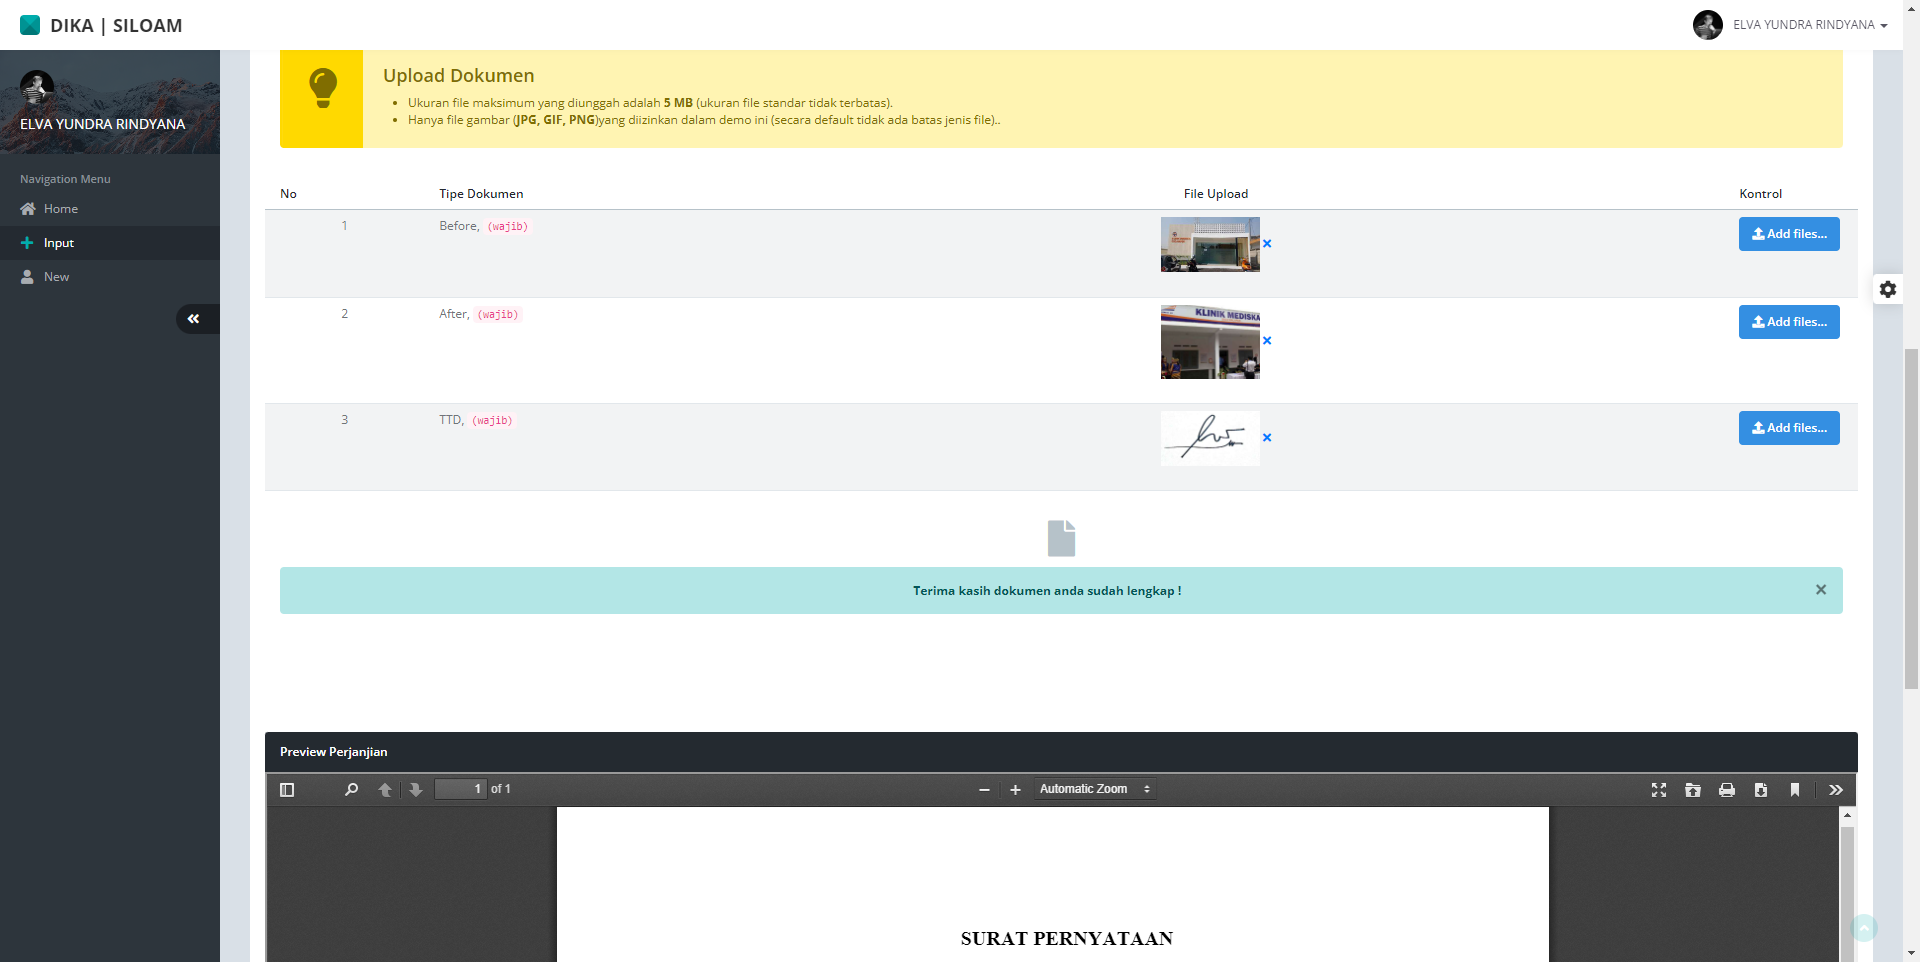 DIKA | SILOAM
ELVA YUNDRA RINDYANA
ELVA YUNDRA RINDYANA
Navigation Menu
Home
Input
New
Upload Dokumen
Ukuran file maksimum yang diunggah adalah 5 MB (ukuran file standar tidak terbatas).
Hanya file gambar (JPG, GIF, PNG)yang diizinkan dalam demo ini (secara default tidak ada batas jenis file)..
No Tipe Dokumen File Upload Kontrol
1 Before, (wajib) Add files...
2 After, (wajib) KLINIK MEDISKA Add files...
3 TTD, (wajib) Add files...
Terima kasih dokumen anda sudah lengkap !
Preview Perjanjian
1 of 1 Automatic Zoom
SURAT PERNYATAAN